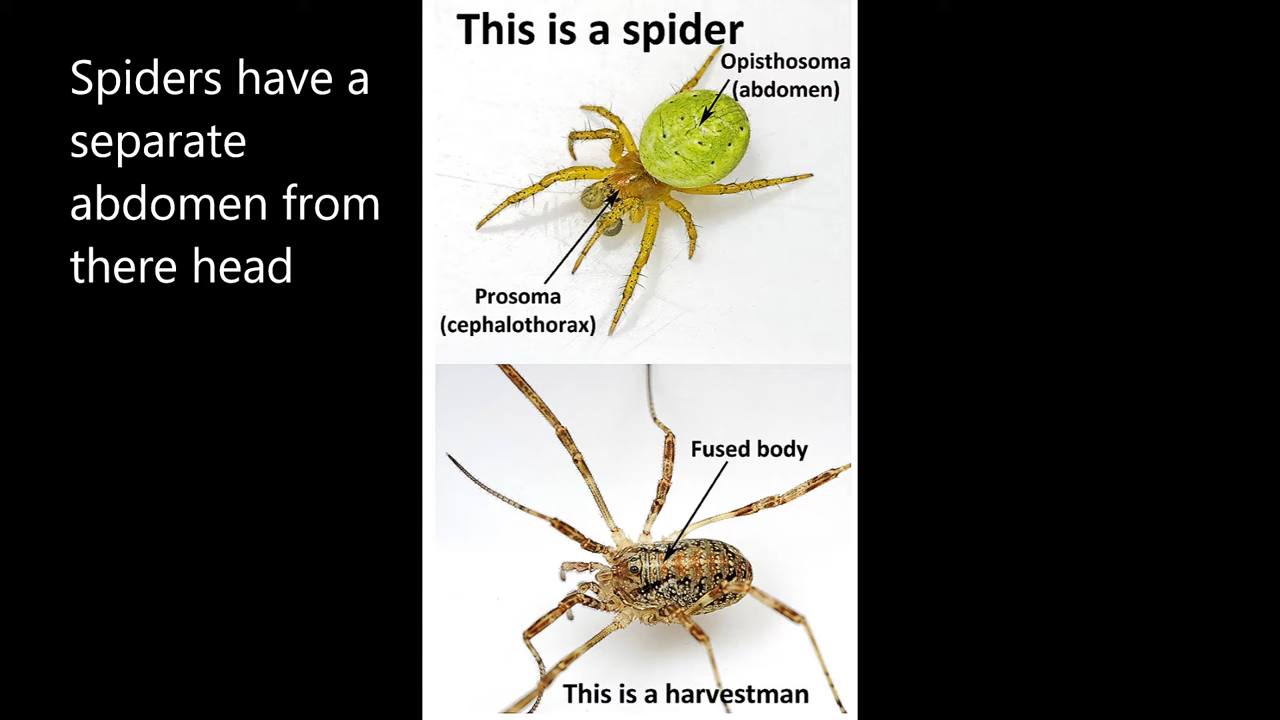 Spiders have a
separate
abdomen from
there head
This is a spider
Opisthosoma
(abdomen)
Prosoma
(cephalothorax)
Fused body
This is a harvestman